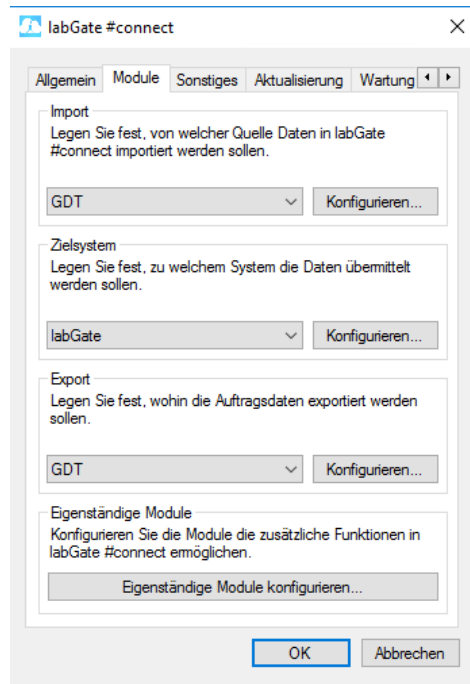 labGate #connect
Allgemein Module Sonstiges Aktualisierung Wartung
Import
Legen Sie fest, von welcher Quelle Daten in labGate
#connect importiert werden sollen.
GDT Konfigurieren...
Zielsystem
Legen Sie fest, zu welchem System die Daten übermittelt
werden sollen.
labGate Konfigurieren...
Export
Legen Sie fest, wohin die Auftragsdaten exportiert werden
sollen.
GDT Konfigurieren...
Eigenständige Module
Konfigurieren Sie die Module die zusätzliche Funktionen in
labGate #connect ermöglichen.
Eigenständige Module konfigurieren...
OK Abbrechen